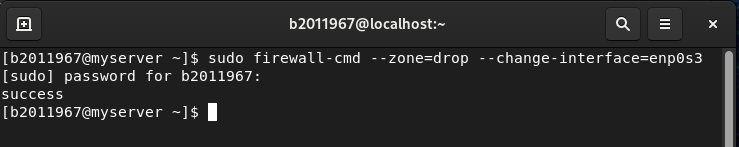 b2011967@localhost:~
[b2011967@myserver ~]$ sudo firewall-cmd --zone=drop --change-interface=enp0s3
[sudo] password for b2011967:
success
[b2011967@myserver ~]$